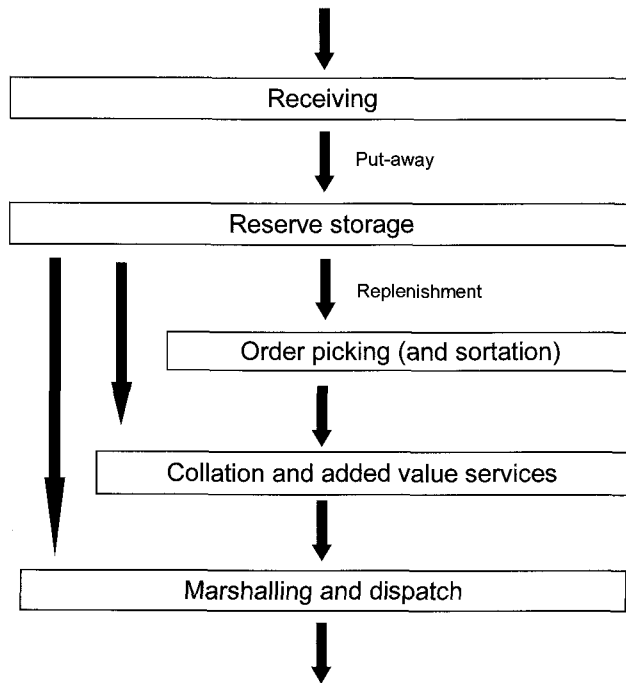 Receiving
Put-away
Reserve storage
Replenishment
Order picking (and sortation)
Collation and added value services
Marshalling and dispatch